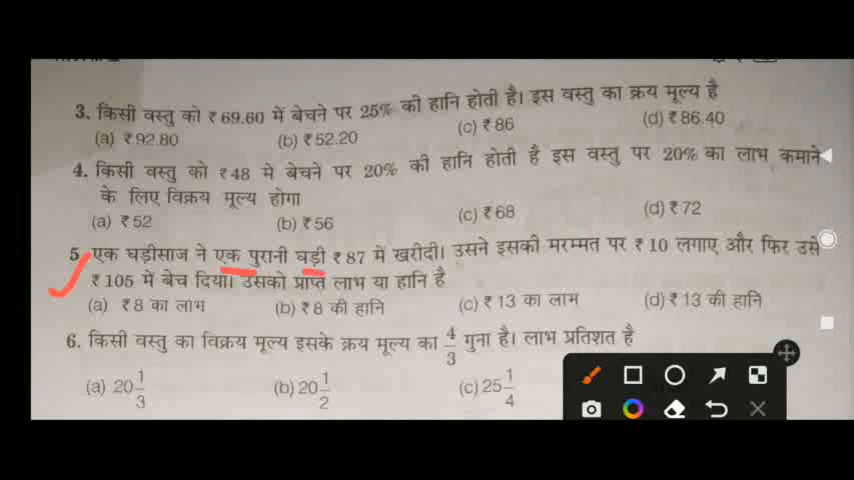 3. किसी वस्तु को ₹ 69.60 में बेचने पर 25% की हानि होती है। इस वस्तु का क्रय मूल्य है
(a) ₹ 92.80 (b) ₹ 52.20 (c) ₹ 86 (d) ₹ 86.40
4. किसी वस्तु को ₹ 48 में बेचने पर 20% की हानि होती है इस वस्तु पर 20% का लाभ कमाने
के लिए विक्रय मूल्य होगा
(a) ₹ 52 (b) ₹ 56 (c) ₹ 68 (d) ₹ 72
5 एक घड़ीसाज ने एक पुरानी घड़ी ₹ 87 में खरीदी। उसने इसकी मरम्मत पर ₹ 10 लगाए और फिर उसे
₹ 105 में बेच दिया। उसको प्राप्त लाभ या हानि है
(a) ₹ 8 का लाभ (b) ₹ 8 की हानि (c) ₹ 13 का लाभ (d) ₹ 13 की हानि
6. किसी वस्तु का विक्रय मूल्य इसके क्रय मूल्य का 4/3 गुना है। लाभ प्रतिशत है
(a) 20 1/3 (b) 20 1/2 (c) 25 1/4